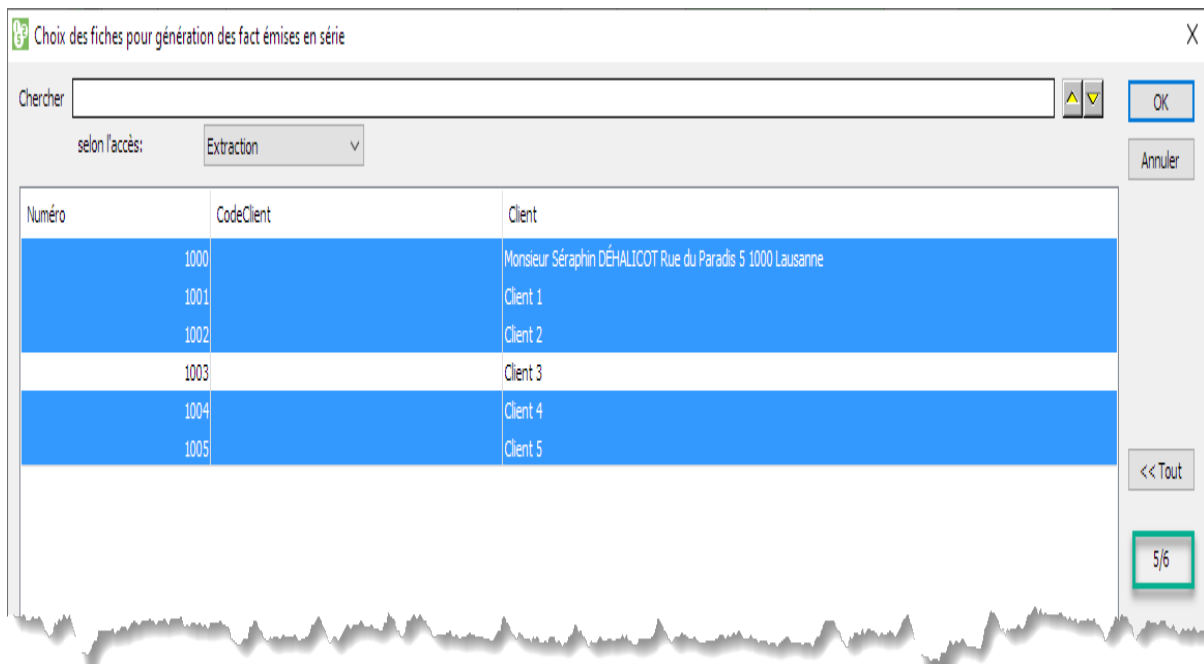 Choix des fiches pour génération des fact émises en série
Chercher
OK
selon l'accès: Extraction
Annuler
Numéro CodeClient Client
1000 Monsieur Séraphin DÉHALICOT Rue du Paradis 5 1000 Lausanne
1001 Client 1
1002 Client 2
1003 Client 3
1004 Client 4
1005 Client 5
<< Tout
5/6